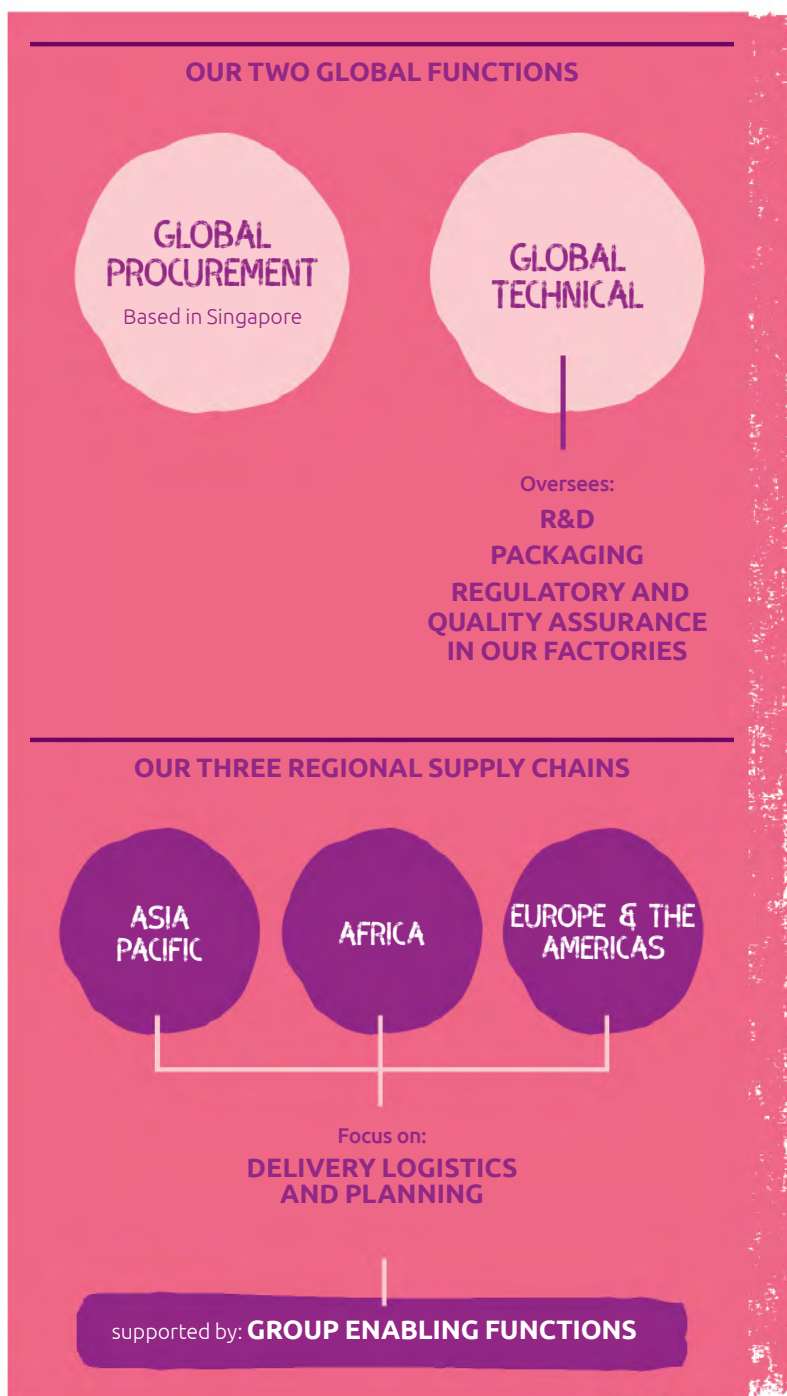 OUR TWO GLOBAL FUNCTIONS
GLOBAL
PROCUREMENT
Based in Singapore
GLOBAL
TECHNICAL
Oversees:
R&D
PACKAGING
REGULATORY AND
QUALITY ASSURANCE
IN OUR FACTORIES
OUR THREE REGIONAL SUPPLY CHAINS
ASIA
PACIFIC
AFRICA
EUROPE & THE
AMERICAS
Focus on:
DELIVERY LOGISTICS
AND PLANNING
supported by: GROUP ENABLING FUNCTIONS